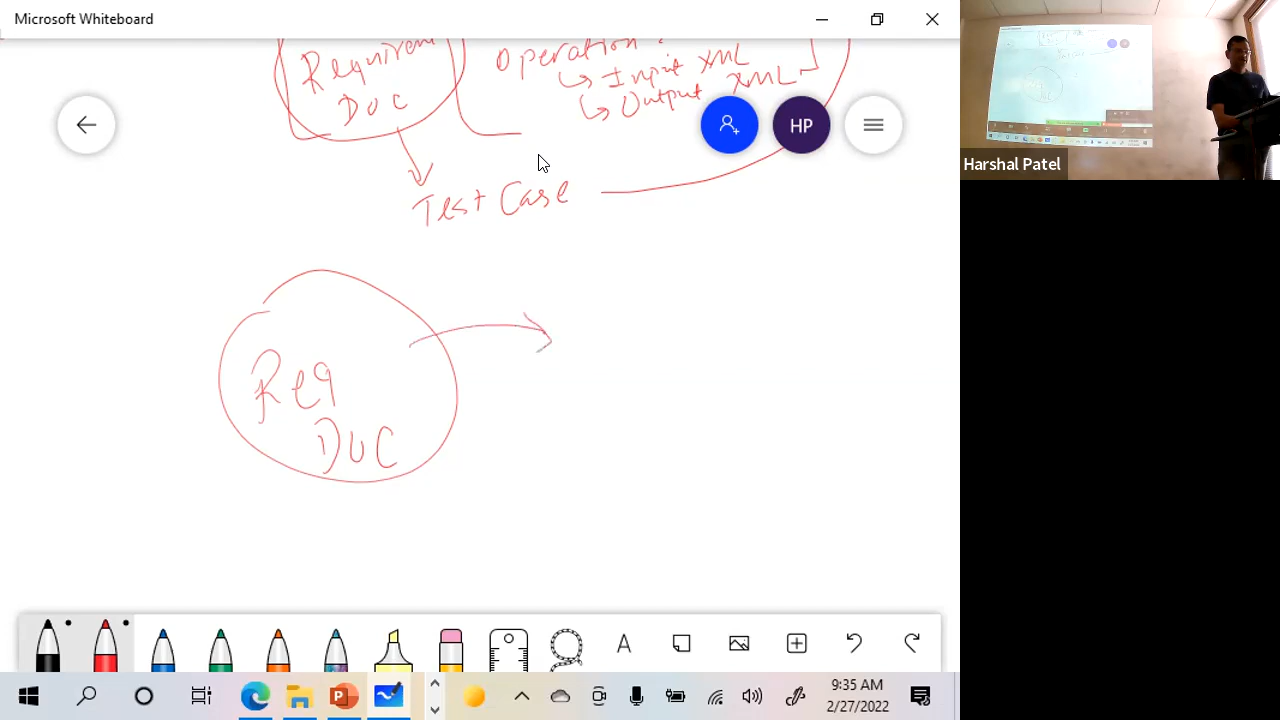 Microsoft Whiteboard
Requirem
DOC
Operation :
Input XML
Output XML
Test Case
HP
Harshal Patel
Req
DOC
A
9:35 AM
2/27/2022